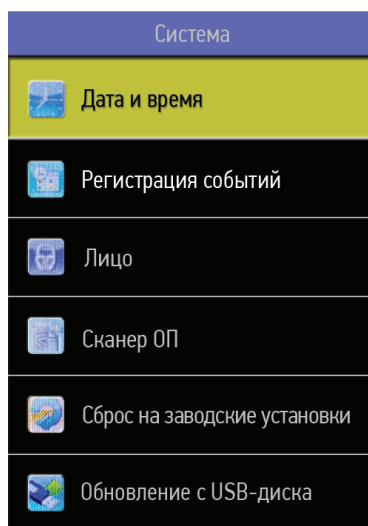 Система
Дата и время
Регистрация событий
Лицо
Сканер ОП
Сброс на заводские установки
Обновление с USB-диска